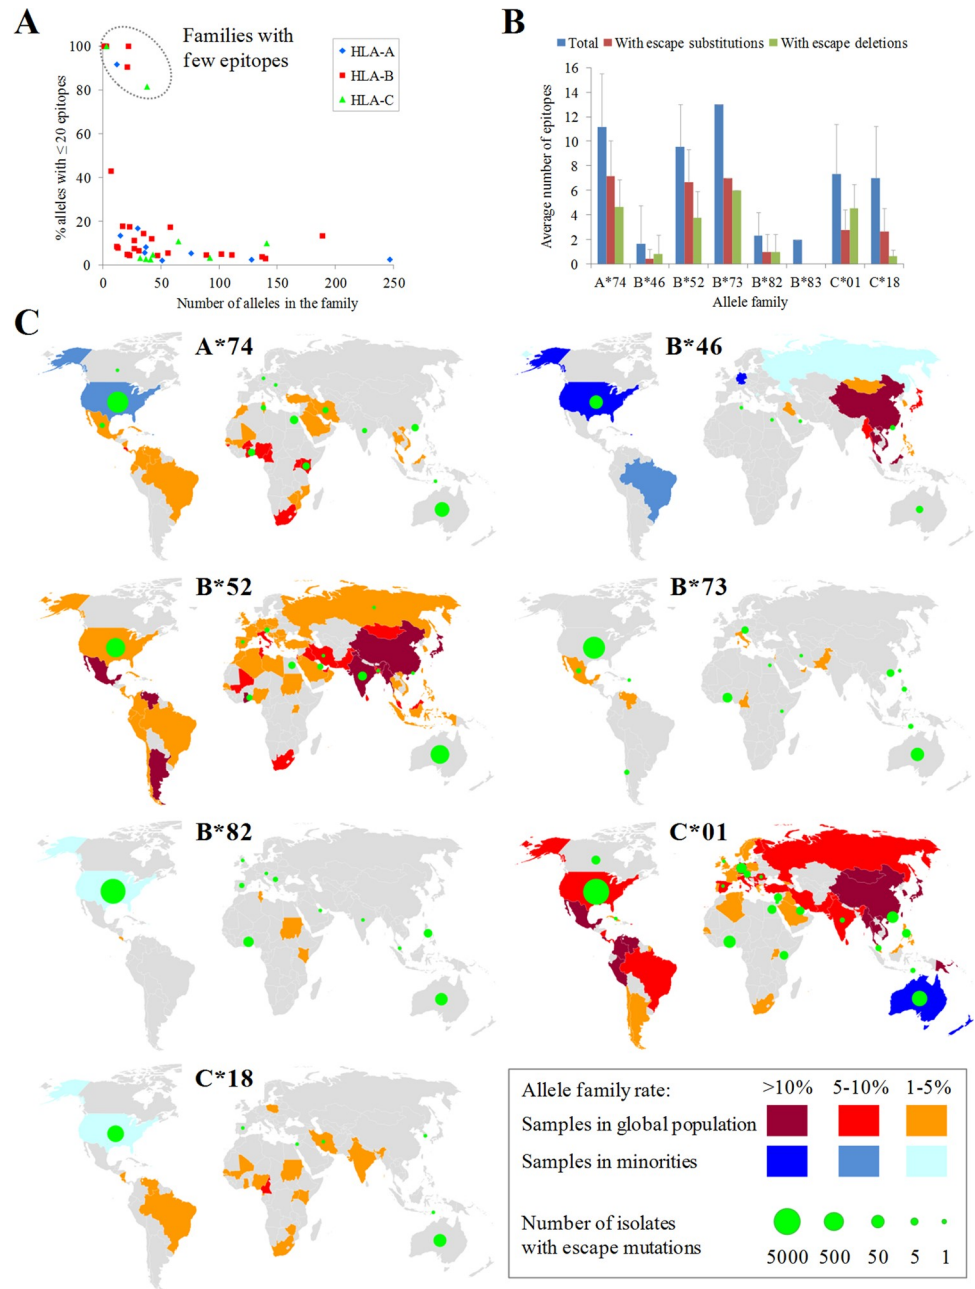 A
Families with
few epitopes
HLA-A
HLA-B
HLA-C
% alleles with ≤ 20 epitopes
100
80
60
40
20
0
0 50 100 150 200 250
Number of alleles in the family
B
Total With escape substitutions With escape deletions
Average number of epitopes
16
14
12
10
8
6
4
2
0
A*74 B*46 B*52 B*73 B*82 B*83 C*01 C*18
Allele family
C
A*74
B*46
B*52
B*73
B*82
C*01
C*18
Allele family rate: >10% 5-10% 1-5%
Samples in global population
Samples in minorities
Number of isolates
with escape mutations
5000 500 50 5 1